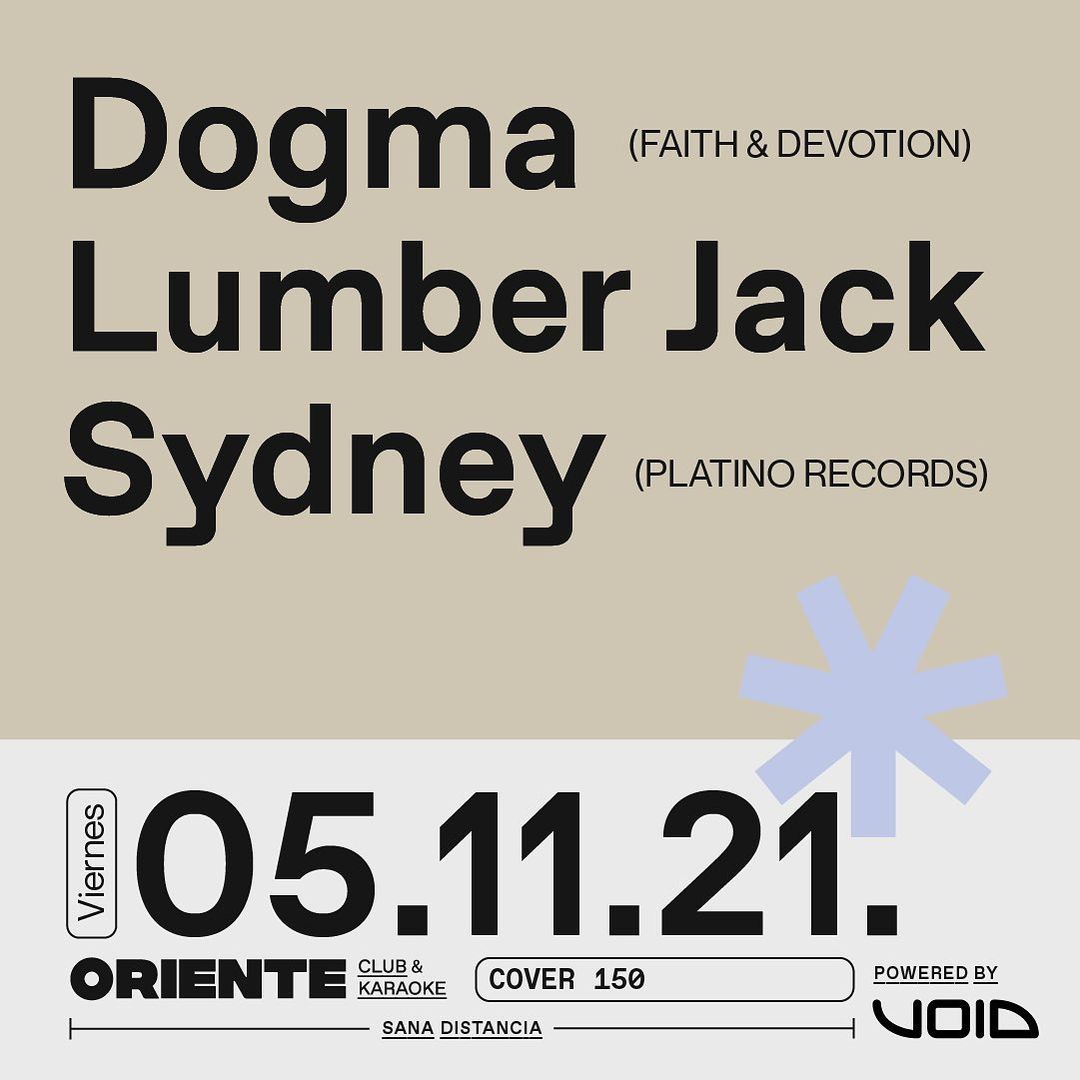 Dogma (FAITH & DEVOTION)
Lumber Jack
Sydney (PLATINO RECORDS)
Viernes
05.11.21.
ORIENTE
CLUB &
KARAOKE
COVER 150
POWERED BY
VOID
SANA DISTANCIA